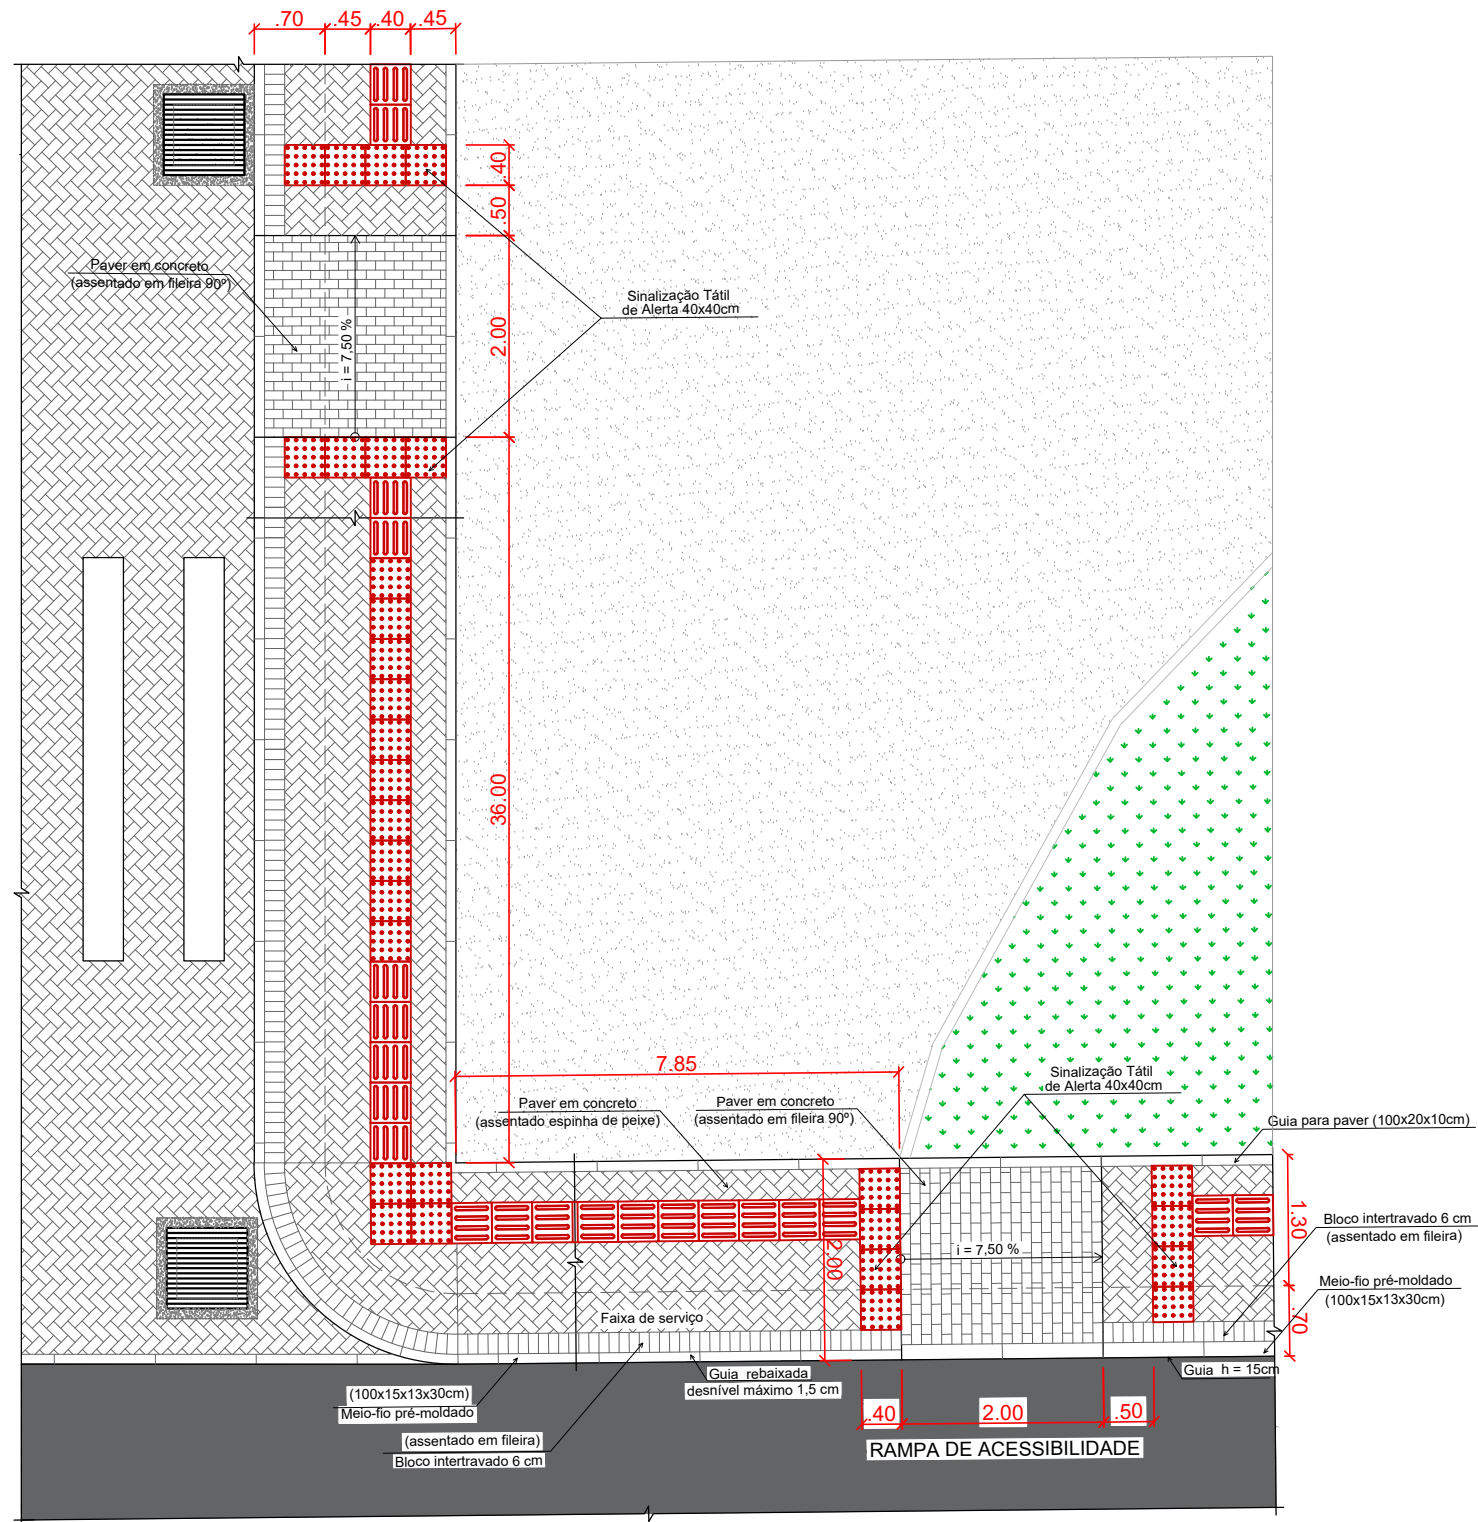 .70 .45 .40 .45
.40
.50
Paver em concreto
(assentado em fileira 90º)
Sinalização Tátil
de Alerta 40x40cm
2.00
i = 7,50 %
36.00
7.85
Sinalização Tátil
de Alerta 40x40cm
Paver em concreto
(assentado espinha de peixe)
Paver em concreto
(assentado em fileira 90º)
Guia para paver (100x20x10cm)
1.30
Bloco intertravado 6 cm
(assentado em fileira)
2.00
i = 7,50 %
Meio-fio pré-moldado
(100x15x13x30cm)
.70
Faixa de serviço
Guia rebaixada
desnível máximo 1,5 cm
Guia h = 15cm
(100x15x13x30cm)
Meio-fio pré-moldado
.40 2.00 .50
(assentado em fileira)
Bloco intertravado 6 cm
RAMPA DE ACESSIBILIDADE